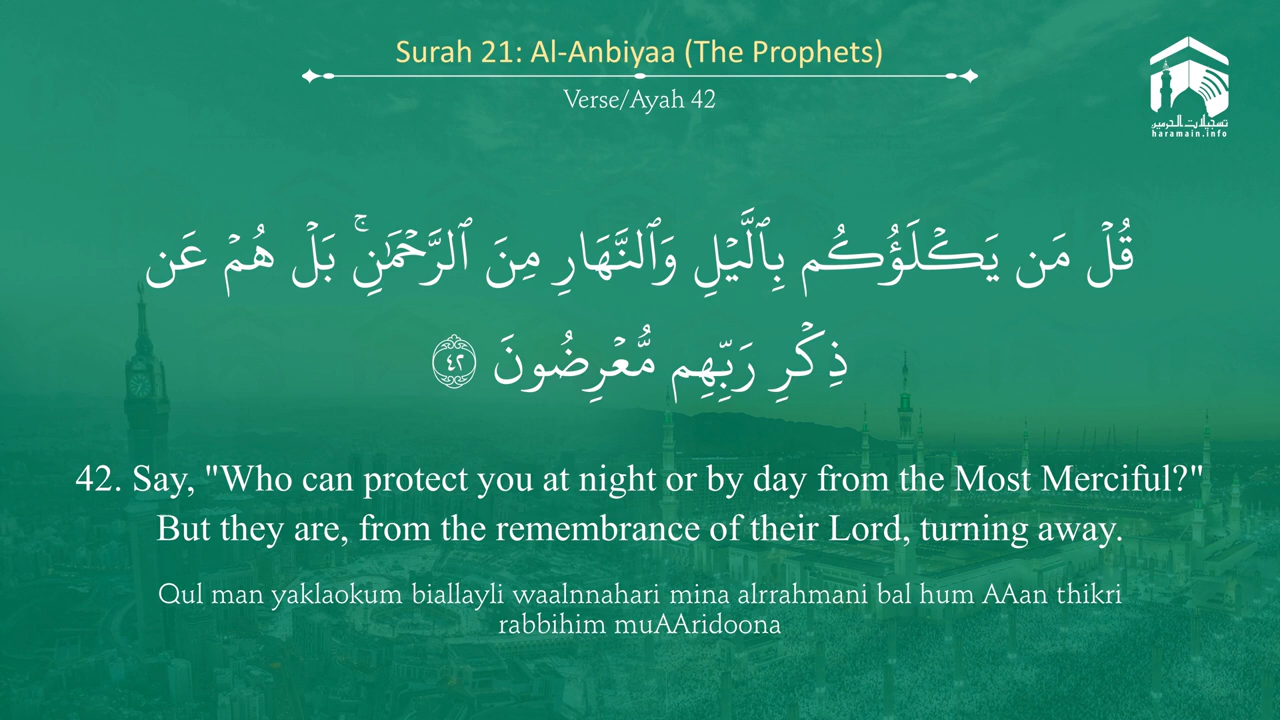 Surah 21: Al-Anbiyaa (The Prophets)
Verse/Ayah 42
تسجيلات الحرمين
haramain.info
قُلْ مَن يَكْلَؤُكُم بِٱلَّيْلِ وَٱلنَّهَارِ مِنَ ٱلرَّحْمَٰنِ ۚ بَلْ هُمْ عَن
ذِكْرِ رَبِّهِم مُّعْرِضُونَ ٤٢
42. Say, "Who can protect you at night or by day from the Most Merciful?"
But they are, from the remembrance of their Lord, turning away.
Qul man yaklaokum biallayli waalnnahari mina alrrahmani bal hum AAan thikri
rabbihim muAAridoona